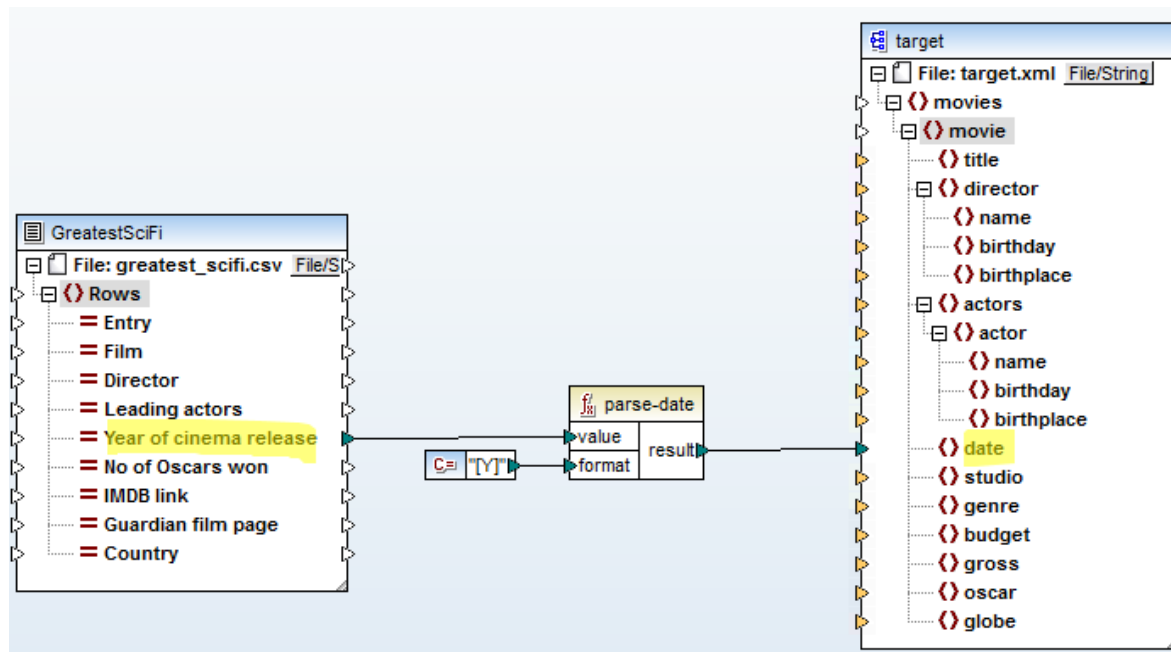 GreatestSciFi
File: greatest_scifi.csv File/S
Rows
Entry
Film
Director
Leading actors
Year of cinema release
No of Oscars won
IMDB link
Guardian film page
Country
C= "[Y]"
fx parse-date
value
format
result
target
File: target.xml File/String
movies
movie
title
director
name
birthday
birthplace
actors
actor
name
birthday
birthplace
date
studio
genre
budget
gross
oscar
globe